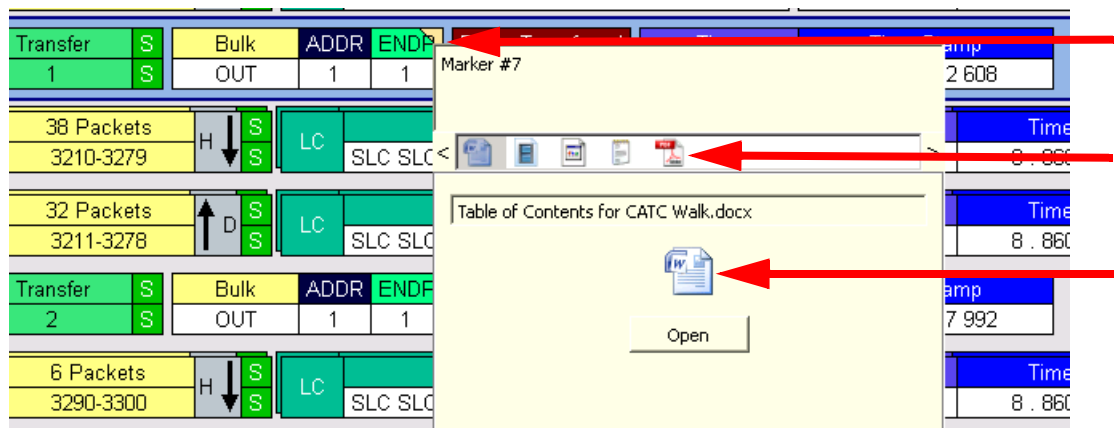 Transfer S Bulk ADDR ENDP
1 S OUT 1 1 2 608
Marker #7
38 Packets H S LC Time
3210-3279 S SLC SLC < > 8 . 860
32 Packets D S LC Time
3211-3278 S SLC SLC 8 . 860
Table of Contents for CATC Walk.docx
Transfer S Bulk ADDR ENDP amp
2 S OUT 1 1 7 992
Open
6 Packets H S LC Time
3290-3300 S SLC SLC 8 . 860